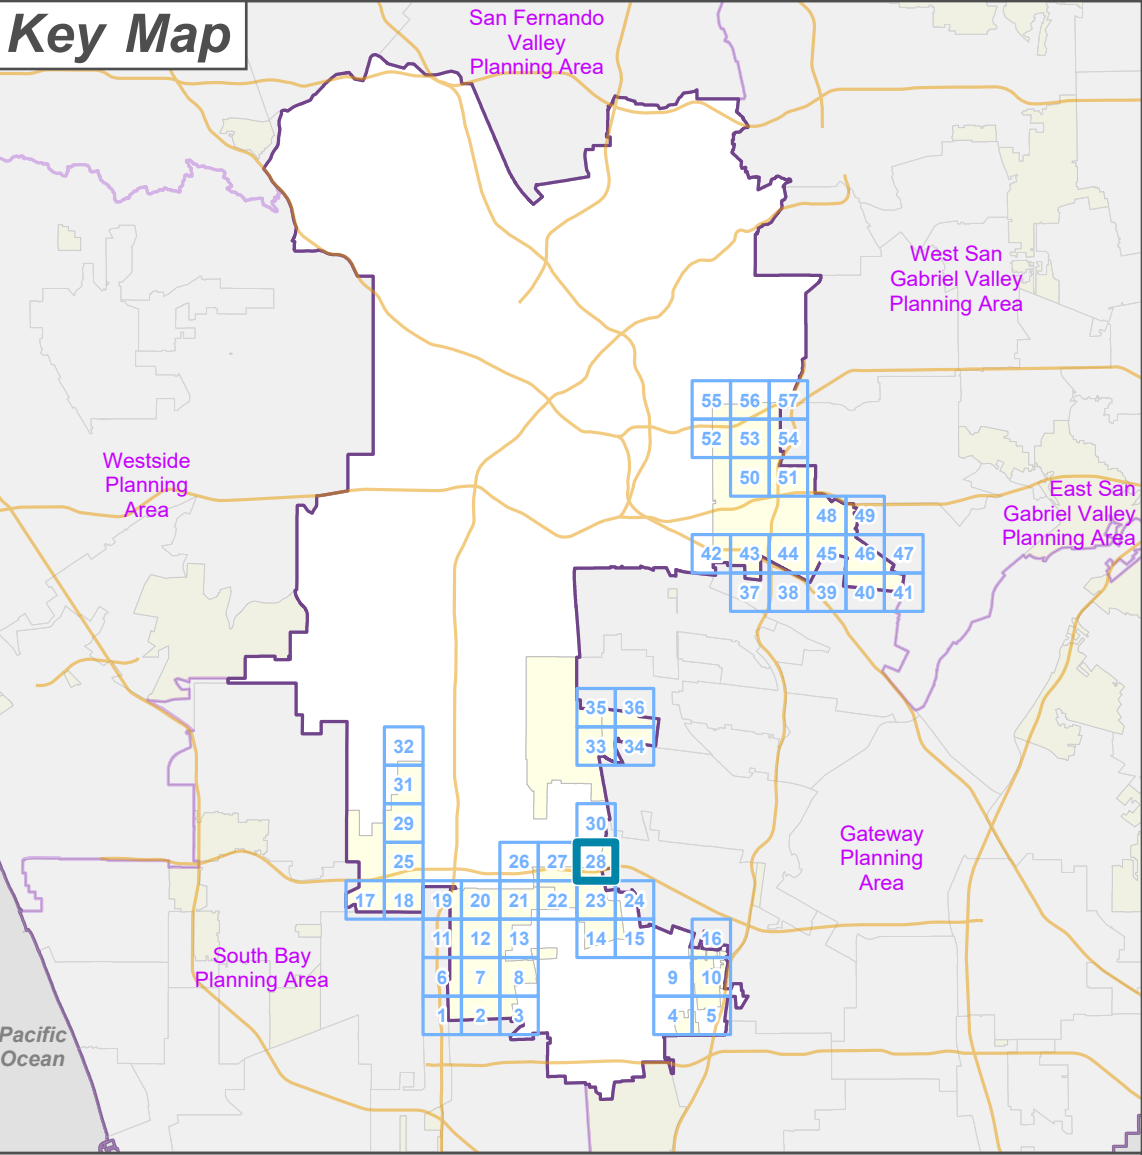 Key Map
San Fernando
Valley
Planning Area
West San
Gabriel Valley
Planning Area
55 56 57
52 53 54
Westside
Planning
Area
50 51
East San
Gabriel Valley
Planning Area
48 49
42 43 44 45 46 47
37 38 39 40 41
35 36
32 33 34
31
29 30
Gateway
Planning
Area
25 26 27 28
17 18 19 20 21 22 23 24
11 12 13 14 15 16
South Bay
Planning Area
6 7 8 9 10
1 2 3 4 5
Pacific
Ocean